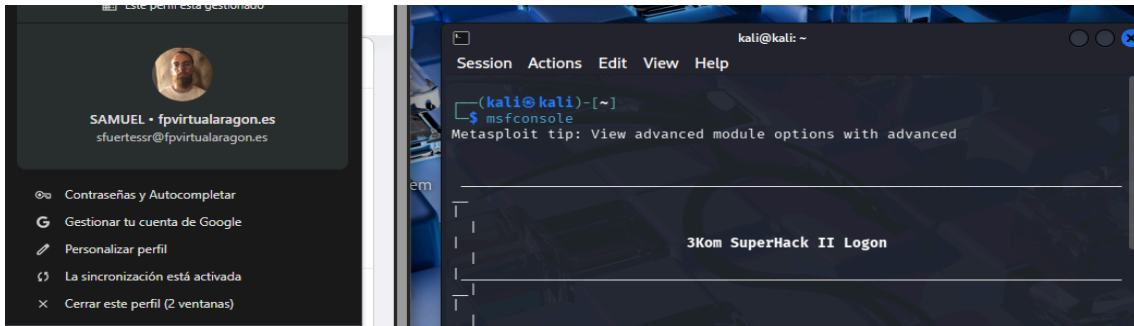 Este perfil está gestionado
SAMUEL • fpvirtualaragon.es
sfuertessr@fpvirtualaragon.es
Contraseñas y Autocompletar
Gestionar tu cuenta de Google
Personalizar perfil
La sincronización está activada
Cerrar este perfil (2 ventanas)
em
kali@kali: ~
Session Actions Edit View Help
(kali㉿kali)-[~]
$ msfconsole
Metasploit tip: View advanced module options with advanced
3Kom SuperHack II Logon